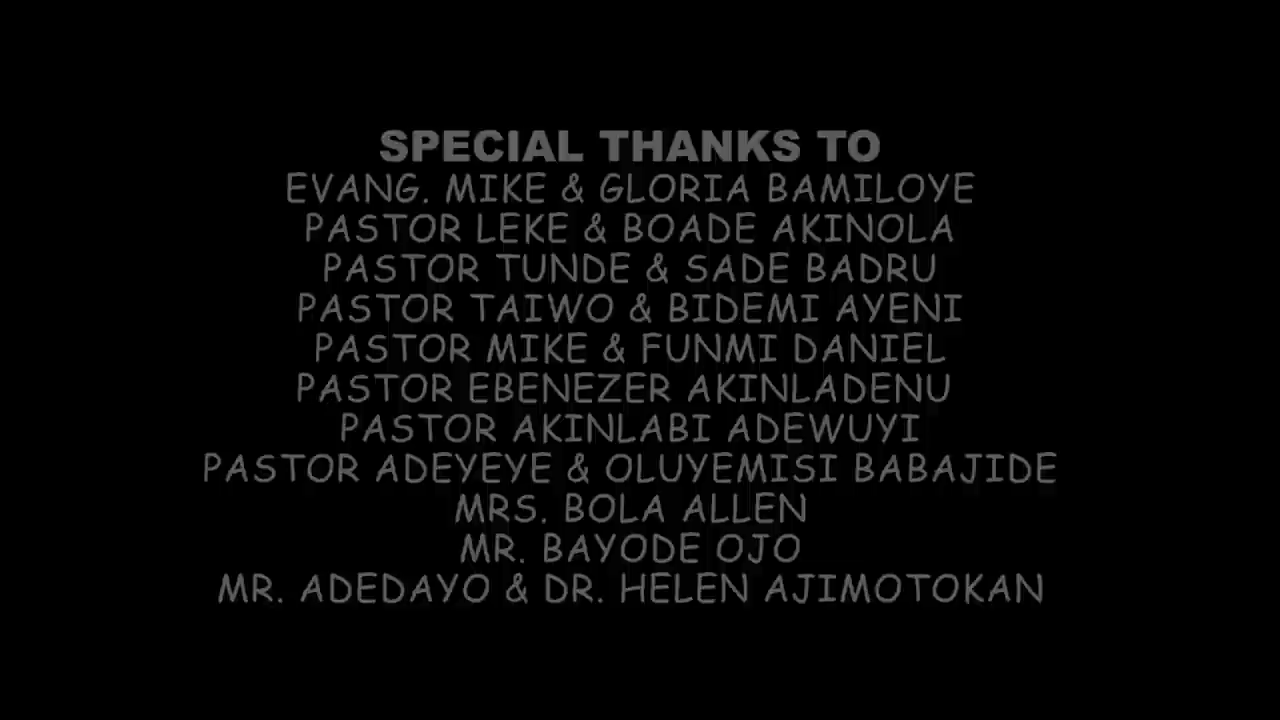 SPECIAL THANKS TO
EVANG. MIKE & GLORIA BAMILOYE
PASTOR LEKE & BOADE AKINOLA
PASTOR TUNDE & SADE BADRU
PASTOR TAIWO & BIDEMI AYENI
PASTOR MIKE & FUNMI DANIEL
PASTOR EBENEZER AKINLADENU
PASTOR AKINLABI ADEWUYI
PASTOR ADEYEYE & OLUYEMISI BABAJIDE
MRS. BOLA ALLEN
MR. BAYODE OJO
MR. ADEDAYO & DR. HELEN AJIMOTOKAN